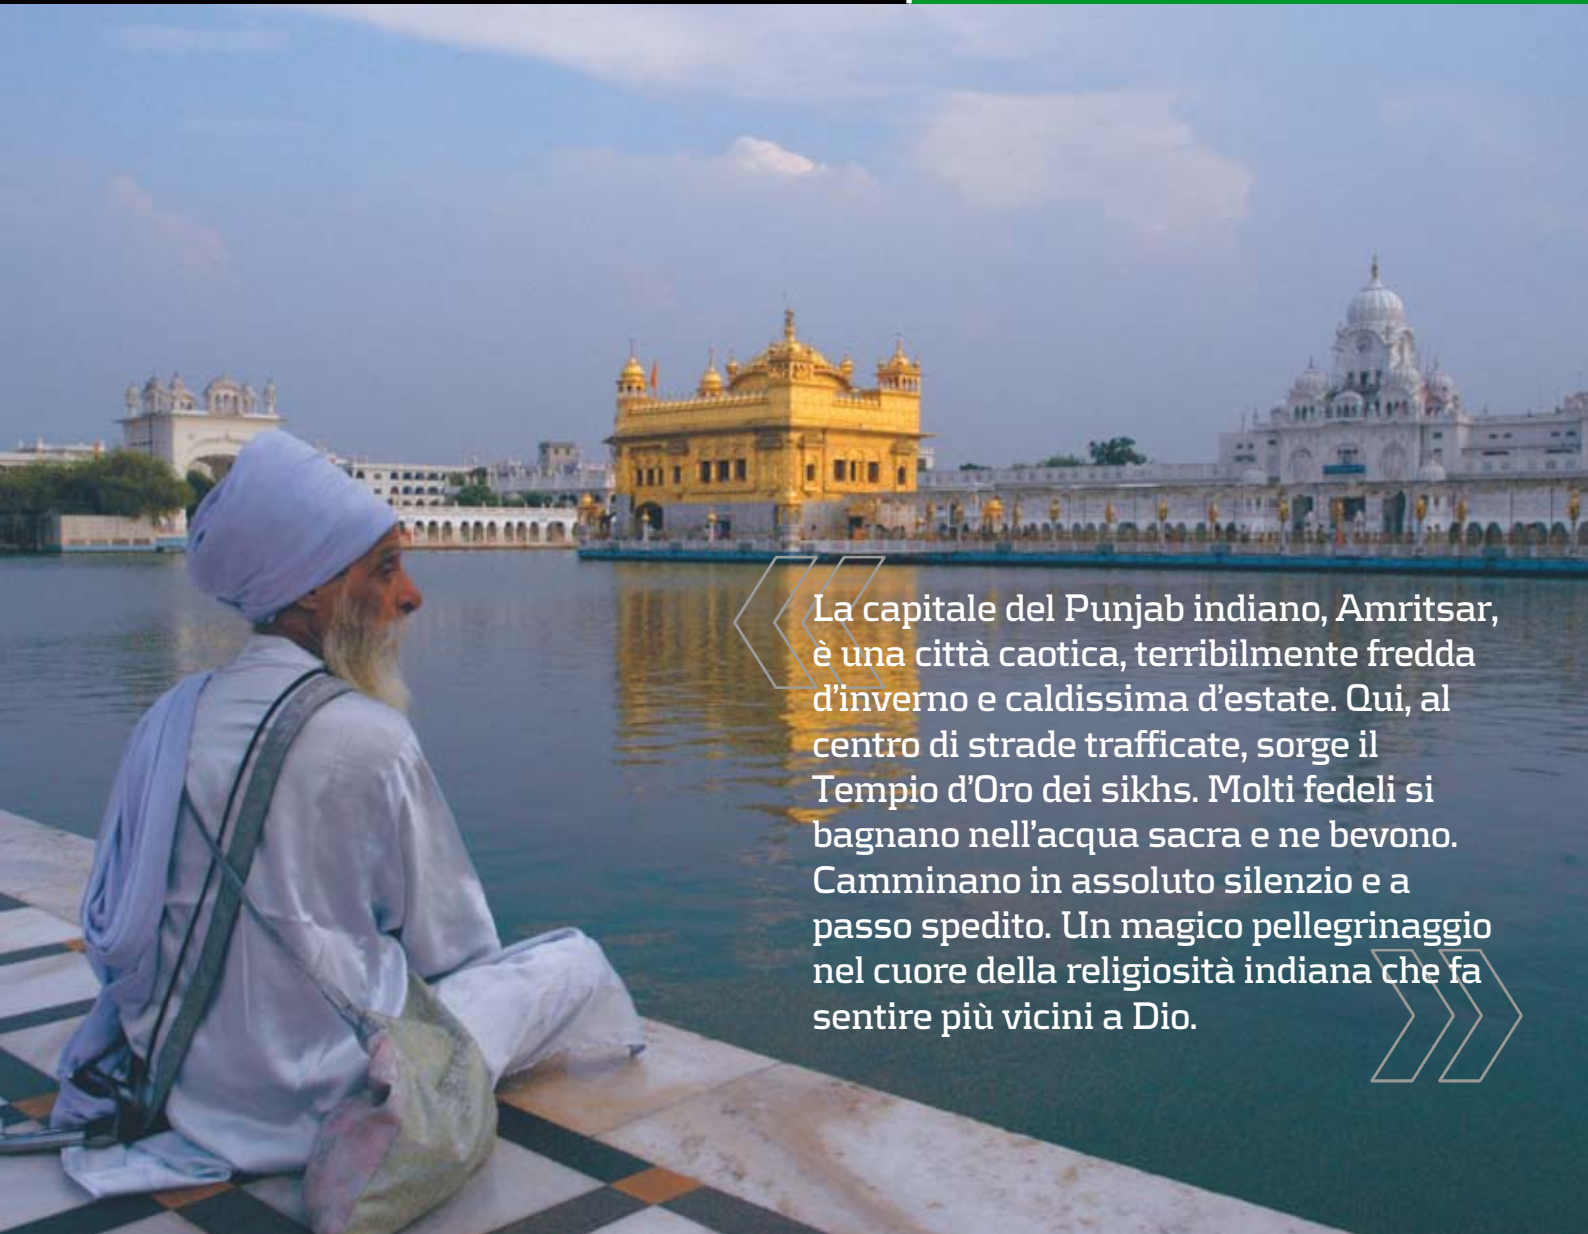 La capitale del Punjab indiano, Amritsar,
è una città caotica, terribilmente fredda
d’inverno e caldissima d’estate. Qui, al
centro di strade trafficate, sorge il
Tempio d’Oro dei sikhs. Molti fedeli si
bagnano nell’acqua sacra e ne bevono.
Camminano in assoluto silenzio e a
passo spedito. Un magico pellegrinaggio
nel cuore della religiosità indiana che fa
sentire più vicini a Dio.